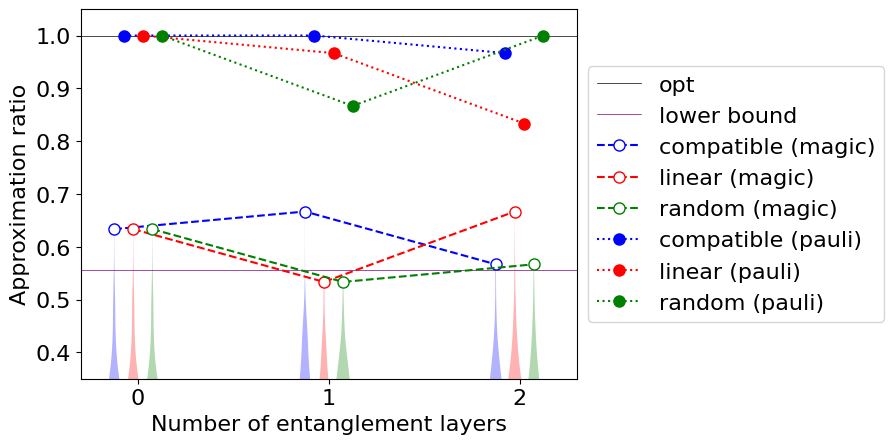 1.0
0.9
0.8
0.7
0.6
0.5
0.4
Approximation ratio
0 1 2
Number of entanglement layers
opt
lower bound
compatible (magic)
linear (magic)
random (magic)
compatible (pauli)
linear (pauli)
random (pauli)